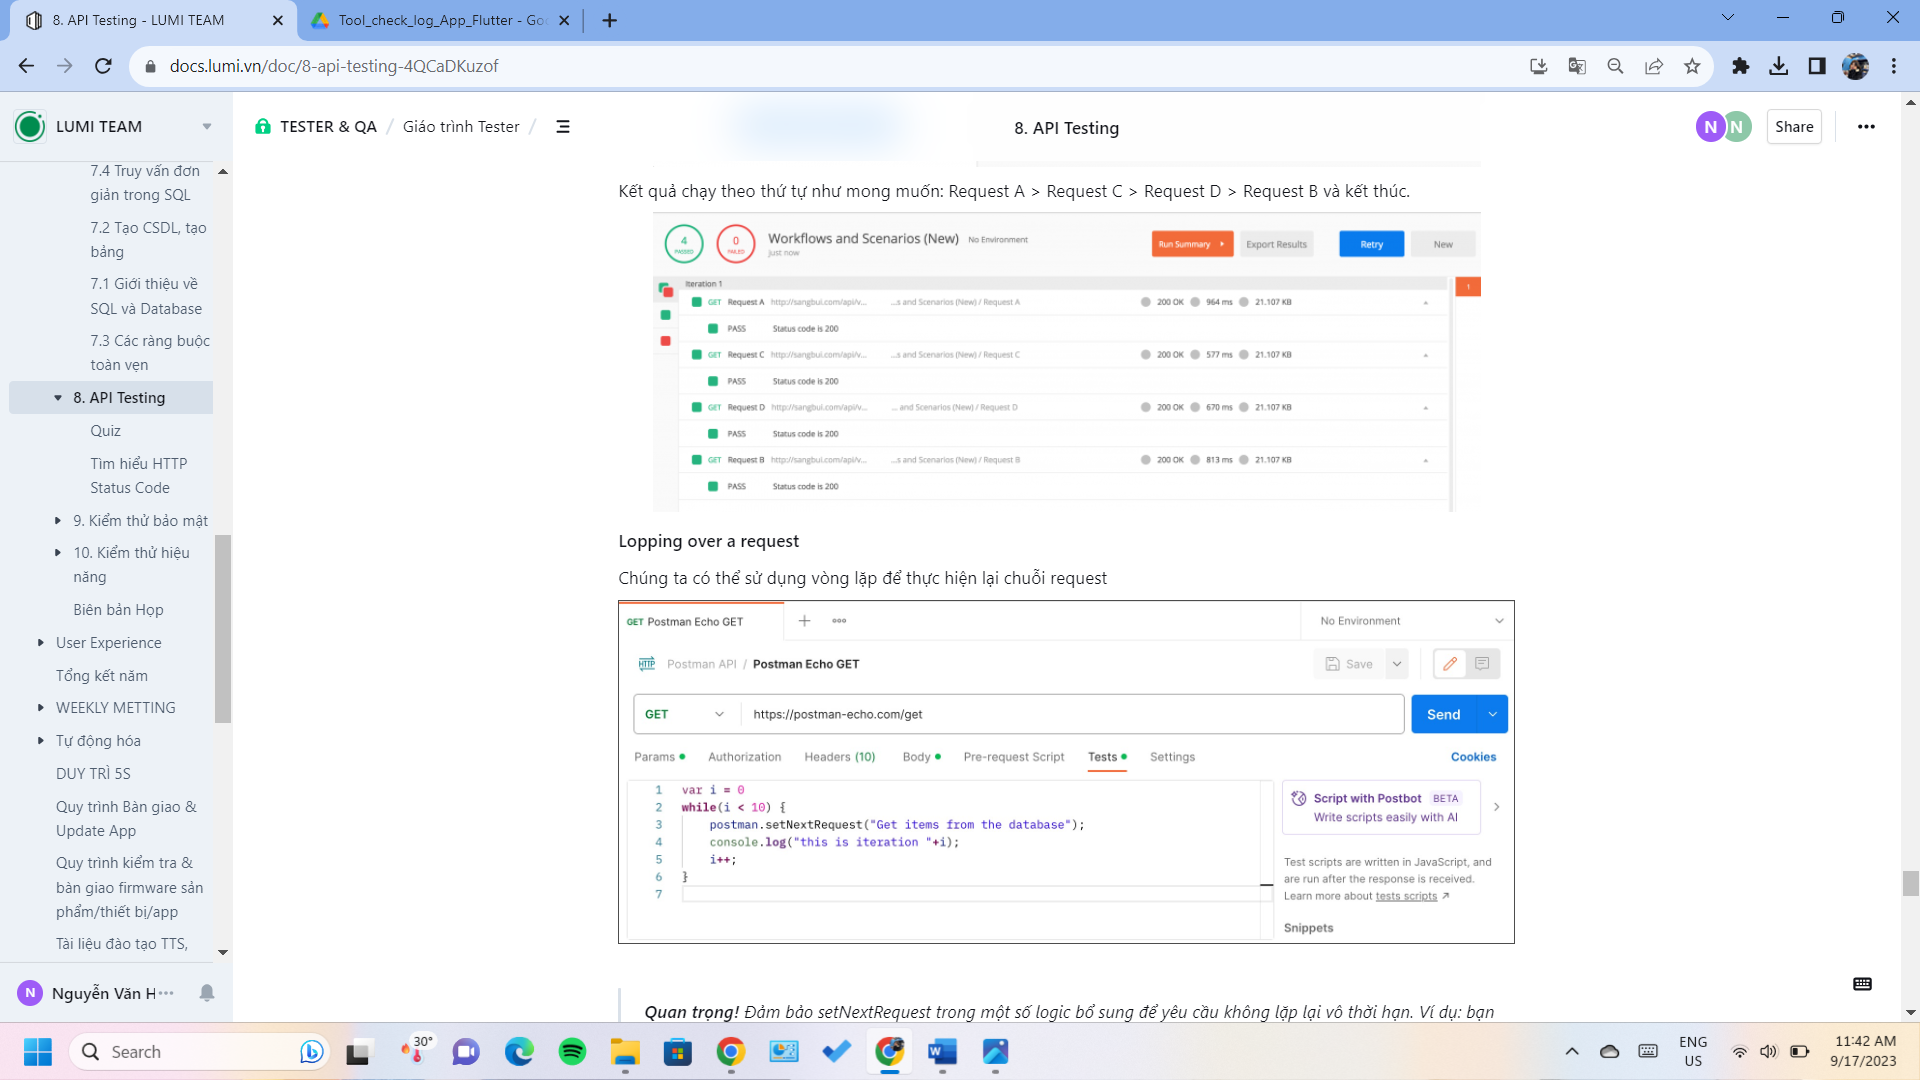 8. API Testing - LUMI TEAM
Tool_check_log_App_Flutter - Goo
docs.lumi.vn/doc/8-api-testing-4QCaDKuzof
LUMI TEAM
7.4 Truy vấn đơn
giản trong SQL
7.2 Tạo CSDL, tạo
bảng
7.1 Giới thiệu về
SQL và Database
7.3 Các ràng buộc
toàn vẹn
8. API Testing
Quiz
Tìm hiểu HTTP
Status Code
9. Kiểm thử bảo mật
10. Kiểm thử hiệu
năng
Biên bản Họp
User Experience
Tổng kết năm
WEEKLY METTING
Tự động hóa
DUY TRÌ 5S
Quy trình Bàn giao &
Update App
Quy trình kiểm tra &
bàn giao firmware sản
phẩm/thiết bị/app
Tài liệu đào tạo TTS,
N Nguyễn Văn H
TESTER & QA / Giáo trình Tester /
8. API Testing
N N Share
Kết quả chạy theo thứ tự như mong muốn: Request A > Request C > Request D > Request B và kết thúc.
4 PASSED 0 FAILED Workflows and Scenarios (New) No Environment
just now
Run Summary Export Results Retry New
Iteration 1
1
GET Request A http://sangbui.com/api/v... ...s and Scenarios (New) / Request A 200 OK 964 ms 21.107 KB
PASS Status code is 200
GET Request C http://sangbui.com/api/v... ...s and Scenarios (New) / Request C 200 OK 577 ms 21.107 KB
PASS Status code is 200
GET Request D http://sangbui.com/api/v... ... and Scenarios (New) / Request D 200 OK 670 ms 21.107 KB
PASS Status code is 200
GET Request B http://sangbui.com/api/v... ...s and Scenarios (New) / Request B 200 OK 813 ms 21.107 KB
PASS Status code is 200
Lopping over a request
Chúng ta có thể sử dụng vòng lặp để thực hiện lại chuỗi request
GET Postman Echo GET
No Environment
HTTP Postman API / Postman Echo GET
Save
GET https://postman-echo.com/get
Send
Params Authorization Headers (10) Body Pre-request Script Tests Settings Cookies
1 var i = 0
2 while(i < 10) {
3 postman.setNextRequest("Get items from the database");
4 console.log("this is iteration "+i);
5 i++;
6 }
7
Script with Postbot BETA
Write scripts easily with AI
Test scripts are written in JavaScript, and
are run after the response is received.
Learn more about tests scripts ↗
Snippets
Quan trọng! Đảm bảo setNextRequest trong một số logic bổ sung để yêu cầu không lặp lại vô thời hạn. Ví dụ: bạn
Search
30°
ENG
US
11:42 AM
9/17/2023